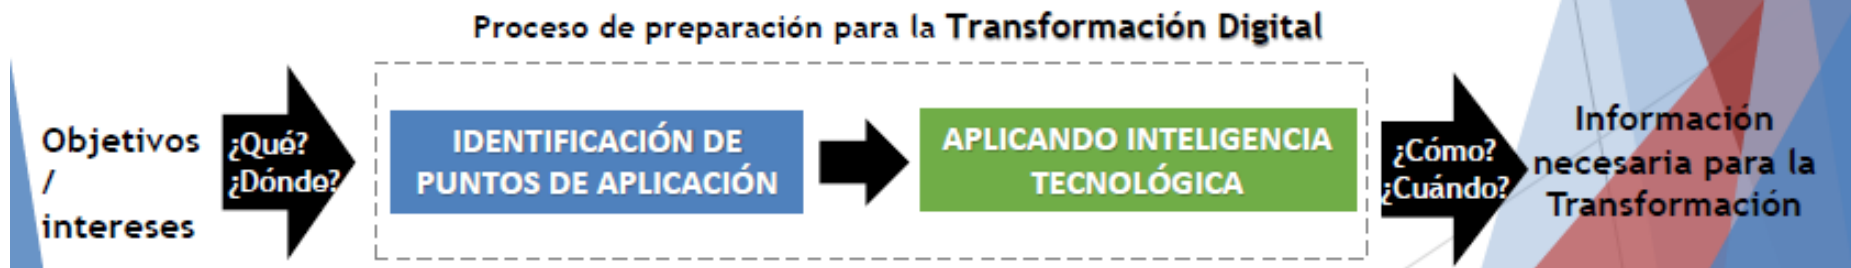 Proceso de preparación para la Transformación Digital
Objetivos
/
intereses
¿Qué?
¿Dónde?
IDENTIFICACIÓN DE
PUNTOS DE APLICACIÓN
APLICANDO INTELIGENCIA
TECNOLÓGICA
¿Cómo?
¿Cuándo?
Información
necesaria para la
Transformación